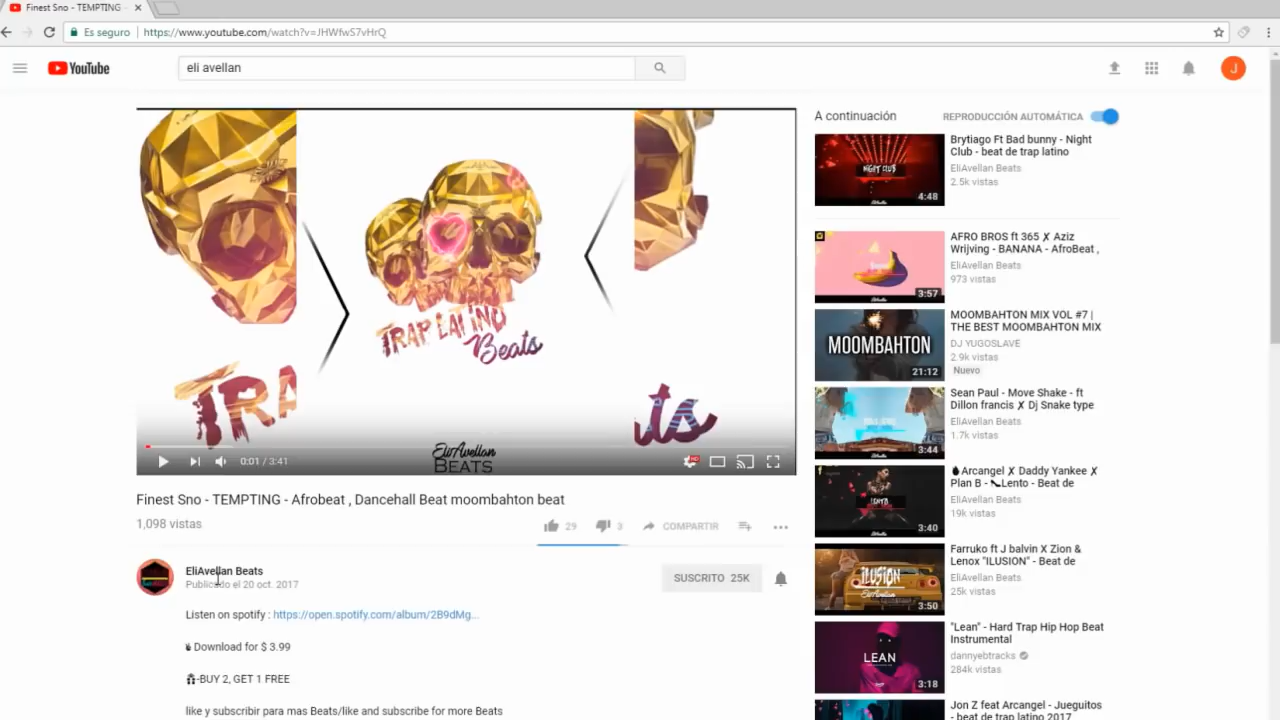 Finest Sno - TEMPTING -
Es seguro
https://www.youtube.com/watch?v=JHWfwS7vHrQ
YouTube
eli avellan
J
TRAP LATINO
Beats
TRA
ts
EliAvellan
BEATS
0:01 / 3:41
HD
Finest Sno - TEMPTING - Afrobeat , Dancehall Beat moombahton beat
1,098 vistas
29
3
COMPARTIR
EliAvellan Beats
Publicado el 20 oct. 2017
SUSCRITO 25K
Listen on spotify : https://open.spotify.com/album/2B9dMg...
Download for $ 3.99
-BUY 2, GET 1 FREE
like y subscribir para mas Beats/like and subscribe for more Beats
A continuación
REPRODUCCIÓN AUTOMÁTICA
NIGHT CLUB
4:48
Brytiago Ft Bad bunny - Night
Club - beat de trap latino
EliAvellan Beats
2.5k vistas
3:57
AFRO BROS ft 365 ✗ Aziz
Wrijving - BANANA - AfroBeat ,
EliAvellan Beats
973 vistas
MOOMBAHTON
21:12
MOOMBAHTON MIX VOL #7 |
THE BEST MOOMBAHTON MIX
DJ YUGOSLAVE
2.9k vistas
Nuevo
3:44
Sean Paul - Move Shake - ft
Dillon francis ✗ Dj Snake type
EliAvellan Beats
1.7k vistas
LENTO
3:40
Arcangel ✗ Daddy Yankee ✗
Plan B - Lento - Beat de
EliAvellan Beats
19k vistas
ILUSION
3:50
Farruko ft J balvin X Zion &
Lenox "ILUSION" - Beat de
EliAvellan Beats
25k vistas
LEAN
3:18
"Lean" - Hard Trap Hip Hop Beat
Instrumental
dannyebtracks
284k vistas
Jon Z feat Arcangel - Jueguitos
- beat de trap latino 2017